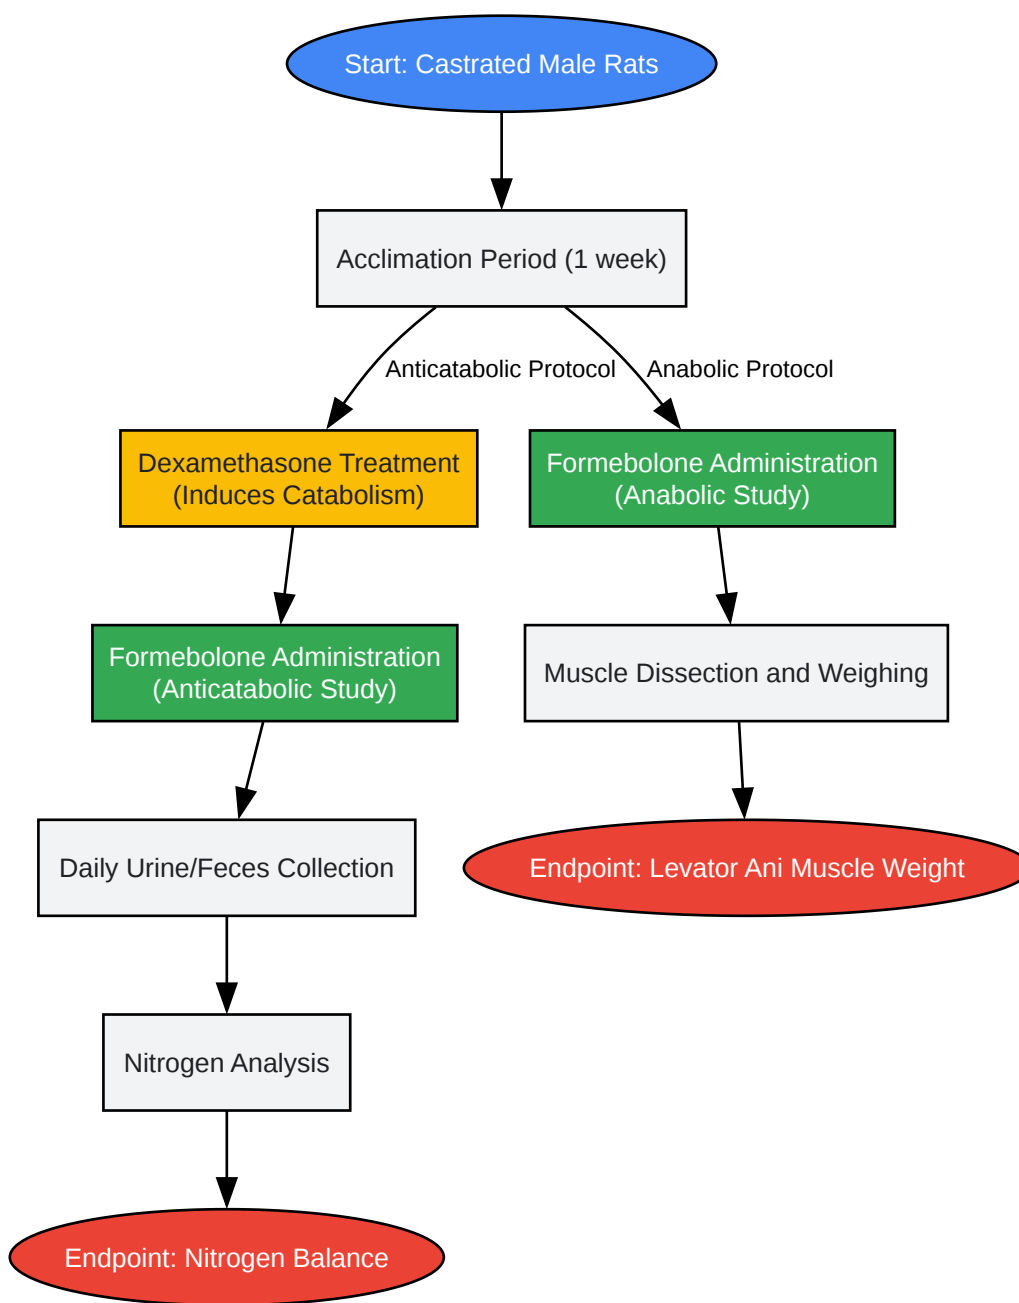 Start: Castrated Male Rats
Acclimation Period (1 week)
Anticatabolic Protocol
Anabolic Protocol
Dexamethasone Treatment
(Induces Catabolism)
Formebolone Administration
(Anabolic Study)
Formebolone Administration
(Anticatabolic Study)
Muscle Dissection and Weighing
Daily Urine/Feces Collection
Endpoint: Levator Ani Muscle Weight
Nitrogen Analysis
Endpoint: Nitrogen Balance